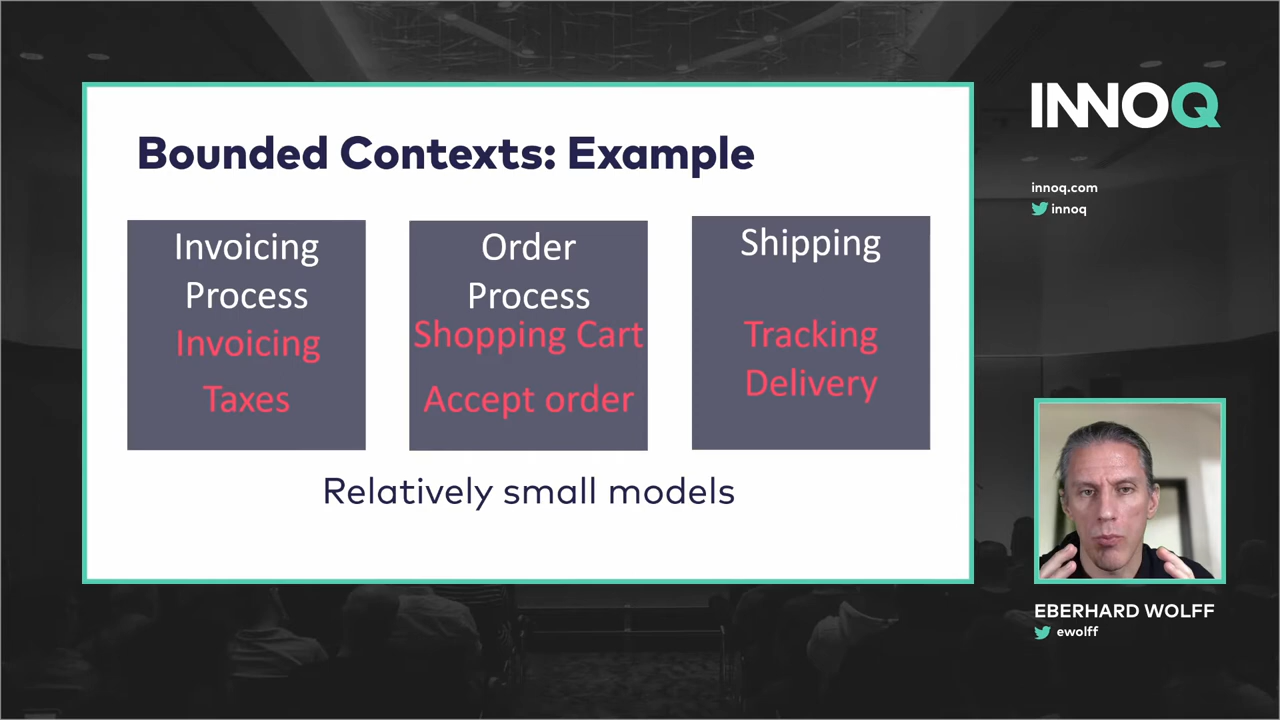 Bounded Contexts: Example
Invoicing
Process
Invoicing
Taxes
Order
Process
Shopping Cart
Accept order
Shipping
Tracking
Delivery
Relatively small models
INNOQ
innoq.com
innoq
EBERHARD WOLFF
ewolff